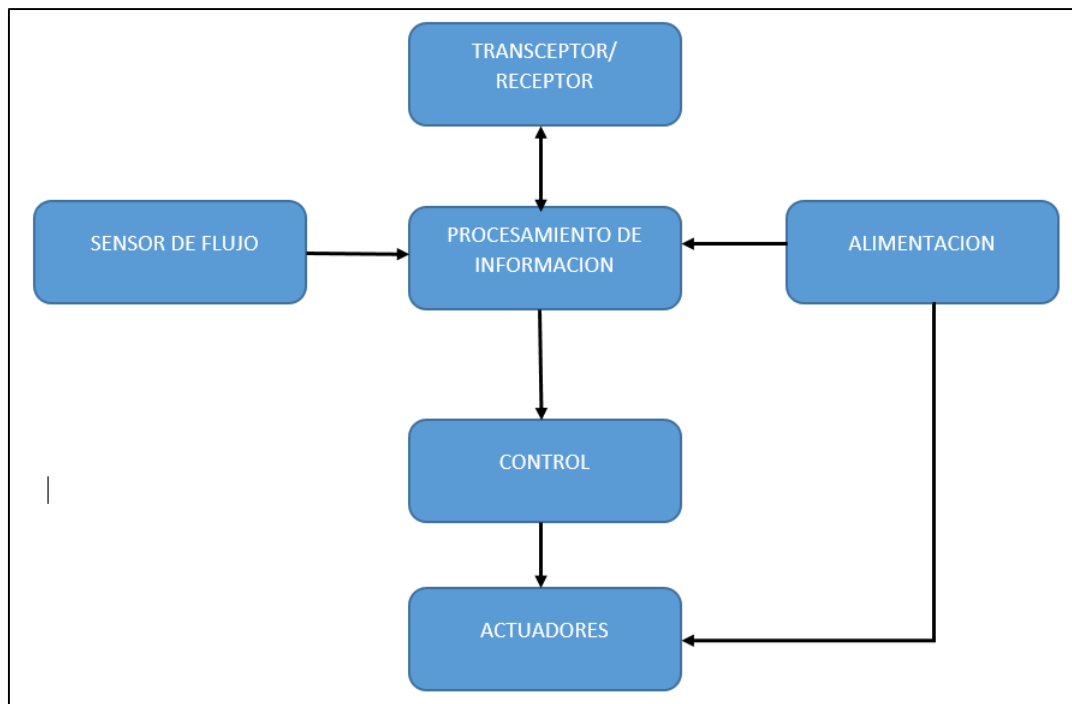 TRANSCEPTOR/
RECEPTOR
SENSOR DE FLUJO
PROCESAMIENTO DE
INFORMACION
ALIMENTACION
CONTROL
ACTUADORES